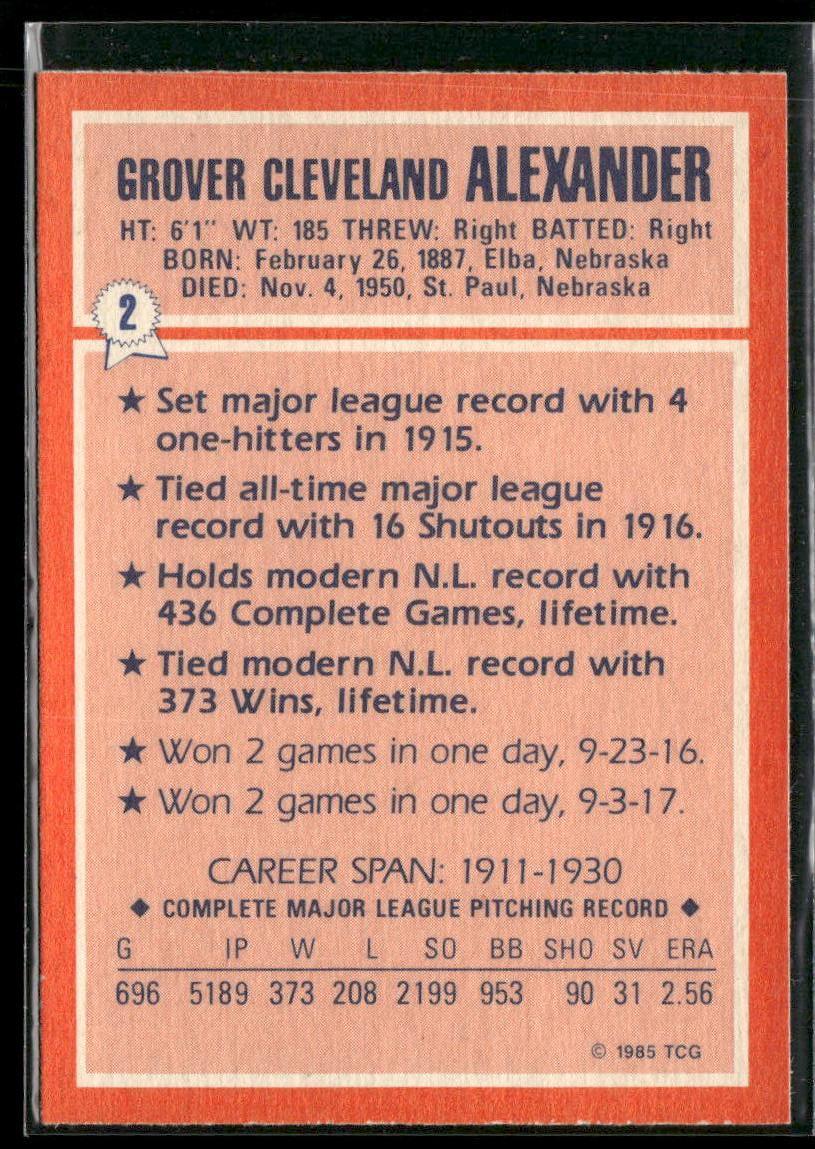 GROVER CLEVELAND ALEXANDER
HT: 6'1" WT: 185 THREW: Right BATTED: Right
BORN: February 26, 1887, Elba, Nebraska
DIED: Nov. 4, 1950, St. Paul, Nebraska
2
★ Set major league record with 4
one-hitters in 1915.
★ Tied all-time major league
record with 16 Shutouts in 1916.
★ Holds modern N.L. record with
436 Complete Games, lifetime.
★ Tied modern N.L. record with
373 Wins, lifetime.
★ Won 2 games in one day, 9-23-16.
★ Won 2 games in one day, 9-3-17.
CAREER SPAN: 1911-1930
◆ COMPLETE MAJOR LEAGUE PITCHING RECORD ◆
G IP W L SO BB SHO SV ERA
696 5189 373 208 2199 953 90 31 2.56
© 1985 TCG